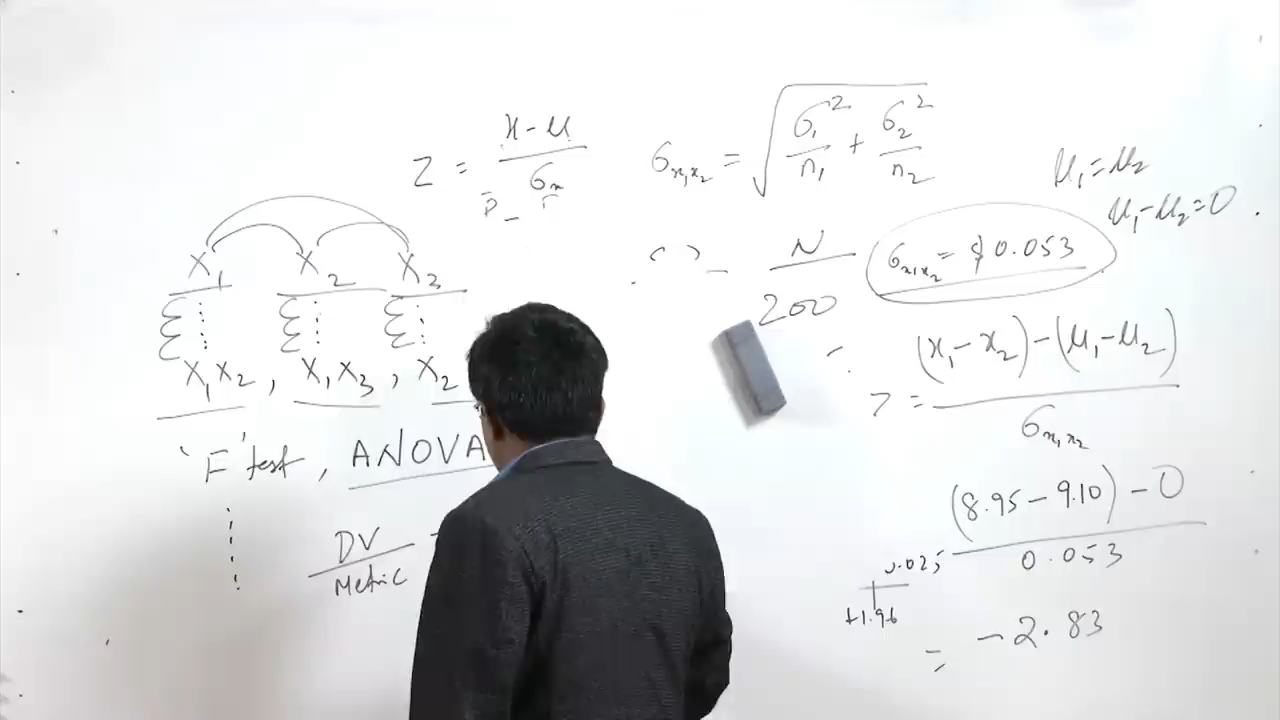 Z = x - μ / σx
σx₁x₂ = √(σ₁²/n₁ + σ₂²/n₂)
μ₁ = μ₂
μ₁ - μ₂ = 0
X₁ X₂ X₃
X₁X₂, X₁X₃, X₂
'F' test, ANOVA
DV
Metric
N
200
σx₁x₂ = $0.053
z = (x₁ - x₂) - (μ₁ - μ₂) / σx₁x₂
(8.95 - 9.10) - 0 / 0.053
0.025
±1.96
= -2.83